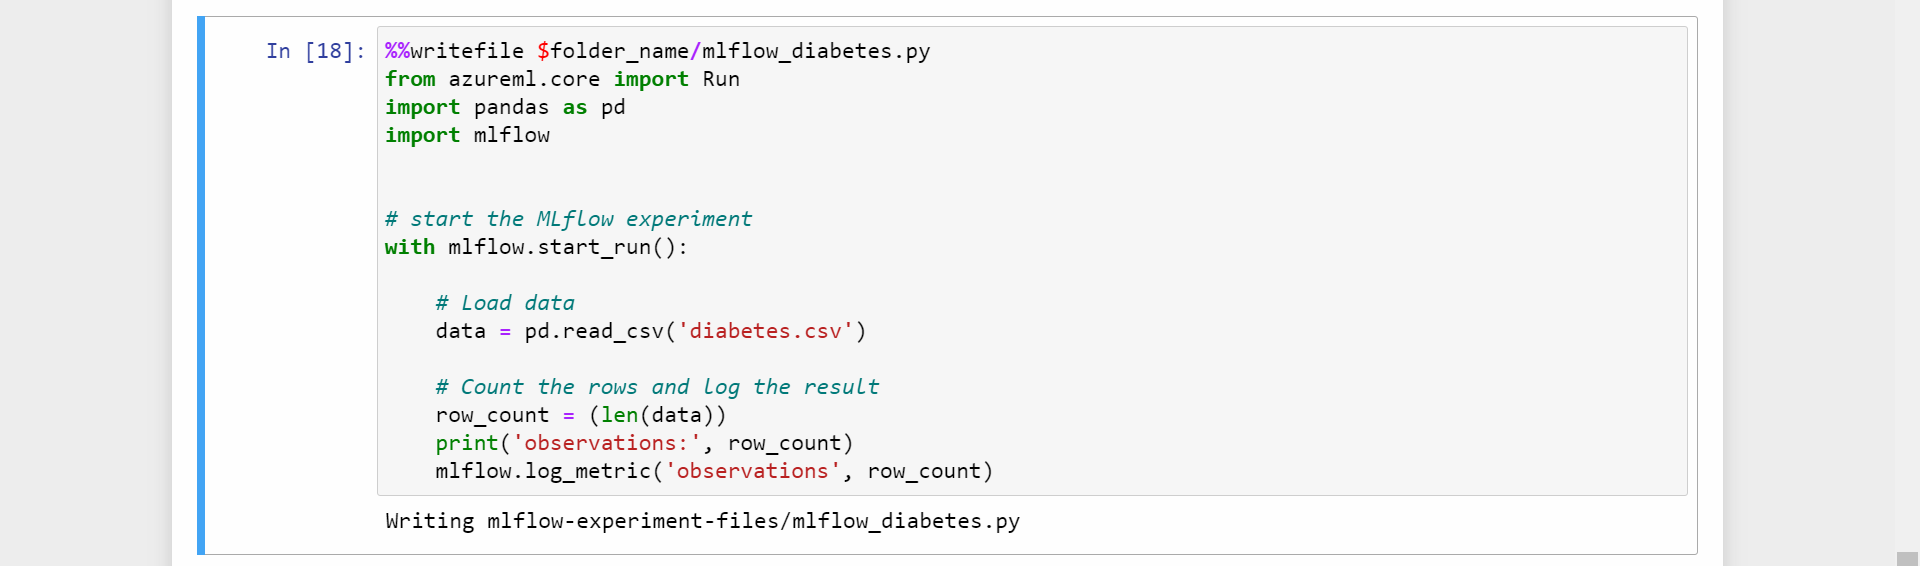 In [18]: %%writefile $folder_name/mlflow_diabetes.py
from azureml.core import Run
import pandas as pd
import mlflow
# start the MLflow experiment
with mlflow.start_run():
# Load data
data = pd.read_csv('diabetes.csv')
# Count the rows and log the result
row_count = (len(data))
print('observations:', row_count)
mlflow.log_metric('observations', row_count)
Writing mlflow-experiment-files/mlflow_diabetes.py